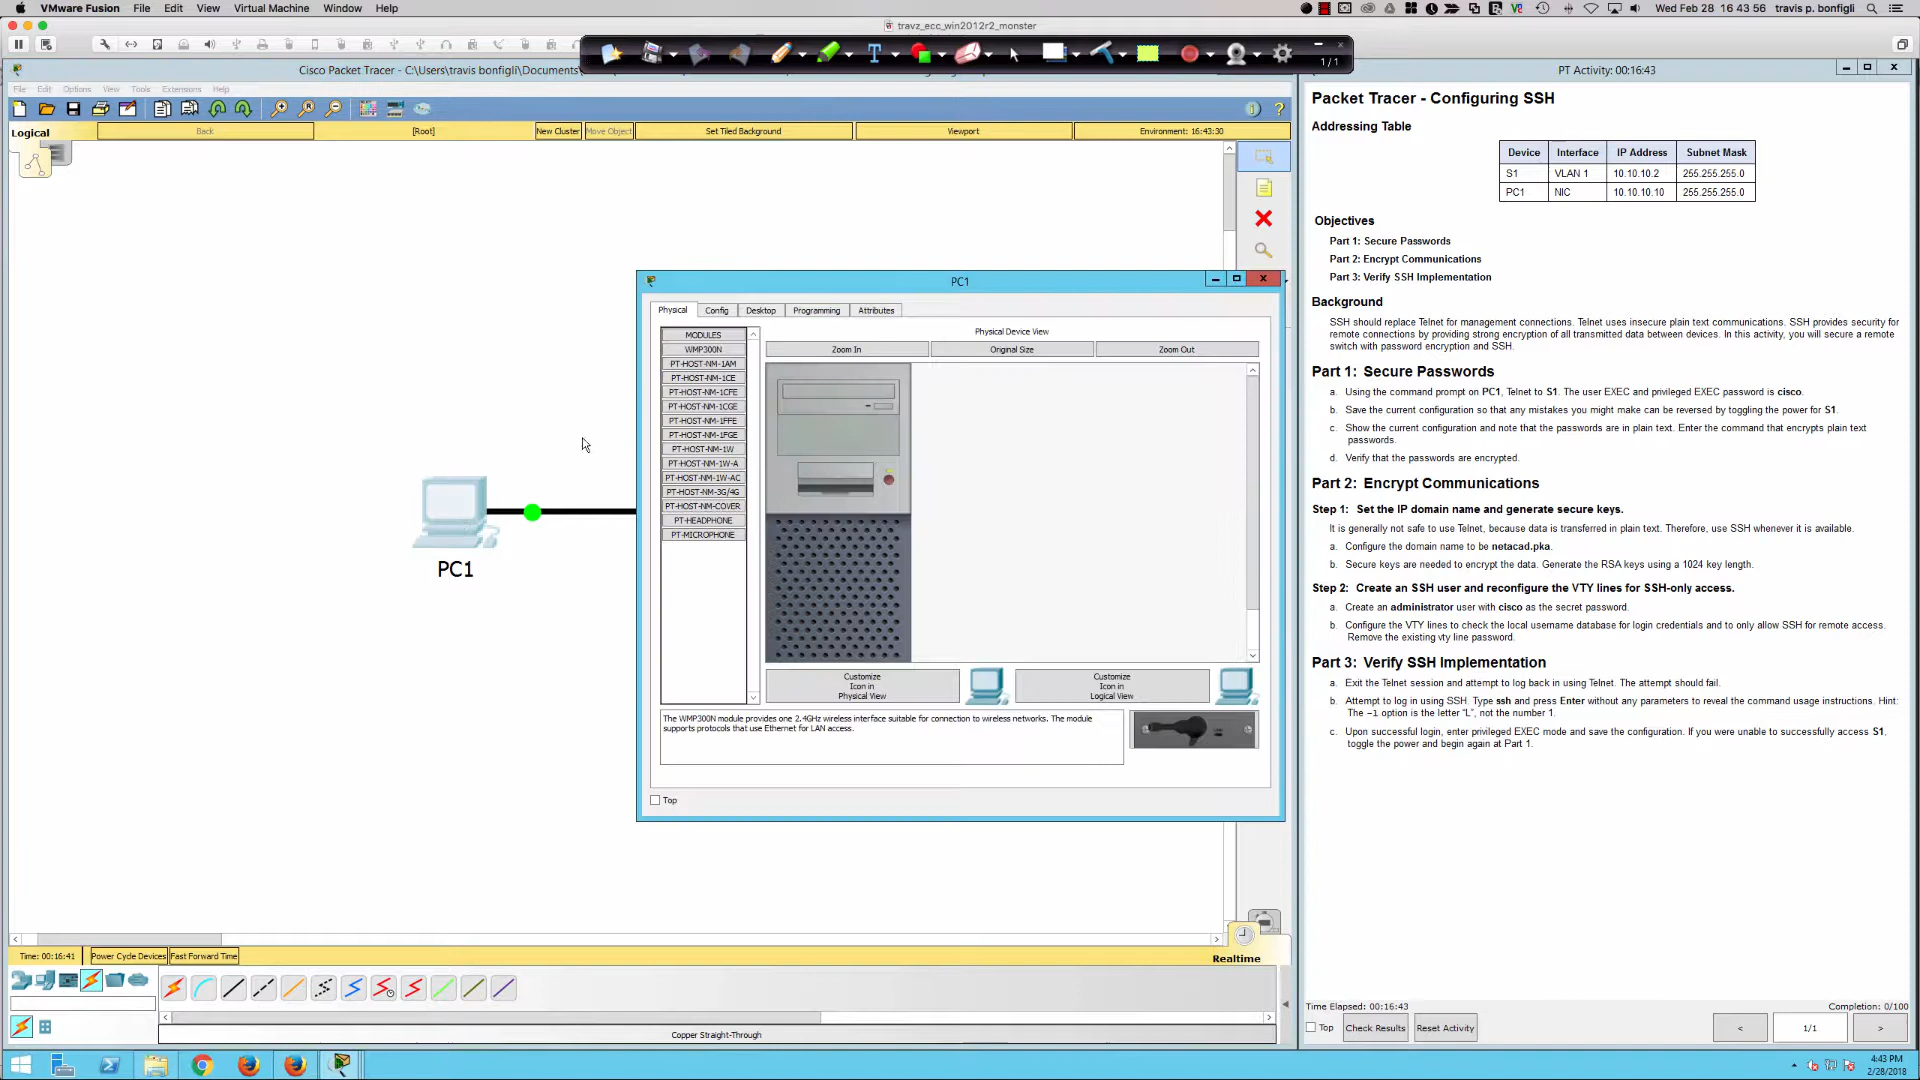 VMware Fusion File Edit View Virtual Machine Window Help
Wed Feb 28 16 43 56 travis p. bonfigli
travz_ecc_win2012r2_monster
1/1
Cisco Packet Tracer - C:\Users\travis bonfigli\Documents\
File Edit Options View Tools Extensions Help
Logical
Back
[Root]
New Cluster
Move Object
Set Tiled Background
Viewport
Environment: 16:43:30
PC1
PC1
Physical Config Desktop Programming Attributes
MODULES
WMP300N
PT-HOST-NM-1AM
PT-HOST-NM-1CE
PT-HOST-NM-1CFE
PT-HOST-NM-1CGE
PT-HOST-NM-1FFE
PT-HOST-NM-1FGE
PT-HOST-NM-1W
PT-HOST-NM-1W-A
PT-HOST-NM-1W-AC
PT-HOST-NM-3G/4G
PT-HOST-NM-COVER
PT-HEADPHONE
PT-MICROPHONE
Physical Device View
Zoom In
Original Size
Zoom Out
Customize
Icon in
Physical View
Customize
Icon in
Logical View
The WMP300N module provides one 2.4GHz wireless interface suitable for connection to wireless networks. The module
supports protocols that use Ethernet for LAN access.
Top
Time: 00:16:41
Power Cycle Devices
Fast Forward Time
Realtime
Copper Straight-Through
PT Activity: 00:16:43
Packet Tracer - Configuring SSH
Addressing Table
Device Interface IP Address Subnet Mask
S1 VLAN 1 10.10.10.2 255.255.255.0
PC1 NIC 10.10.10.10 255.255.255.0
Objectives
Part 1: Secure Passwords
Part 2: Encrypt Communications
Part 3: Verify SSH Implementation
Background
SSH should replace Telnet for management connections. Telnet uses insecure plain text communications. SSH provides security for
remote connections by providing strong encryption of all transmitted data between devices. In this activity, you will secure a remote
switch with password encryption and SSH.
Part 1: Secure Passwords
a. Using the command prompt on PC1, Telnet to S1. The user EXEC and privileged EXEC password is cisco.
b. Save the current configuration so that any mistakes you might make can be reversed by toggling the power for S1.
c. Show the current configuration and note that the passwords are in plain text. Enter the command that encrypts plain text
passwords.
d. Verify that the passwords are encrypted.
Part 2: Encrypt Communications
Step 1: Set the IP domain name and generate secure keys.
It is generally not safe to use Telnet, because data is transferred in plain text. Therefore, use SSH whenever it is available.
a. Configure the domain name to be netacad.pka.
b. Secure keys are needed to encrypt the data. Generate the RSA keys using a 1024 key length.
Step 2: Create an SSH user and reconfigure the VTY lines for SSH-only access.
a. Create an administrator user with cisco as the secret password.
b. Configure the VTY lines to check the local username database for login credentials and to only allow SSH for remote access.
Remove the existing vty line password.
Part 3: Verify SSH Implementation
a. Exit the Telnet session and attempt to log back in using Telnet. The attempt should fail.
b. Attempt to log in using SSH. Type ssh and press Enter without any parameters to reveal the command usage instructions. Hint:
The -l option is the letter "L", not the number 1.
c. Upon successful login, enter privileged EXEC mode and save the configuration. If you were unable to successfully access S1,
toggle the power and begin again at Part 1.
Time Elapsed: 00:16:43
Completion: 0/100
Top
Check Results
Reset Activity
<
1/1
>
4:43 PM
2/28/2018